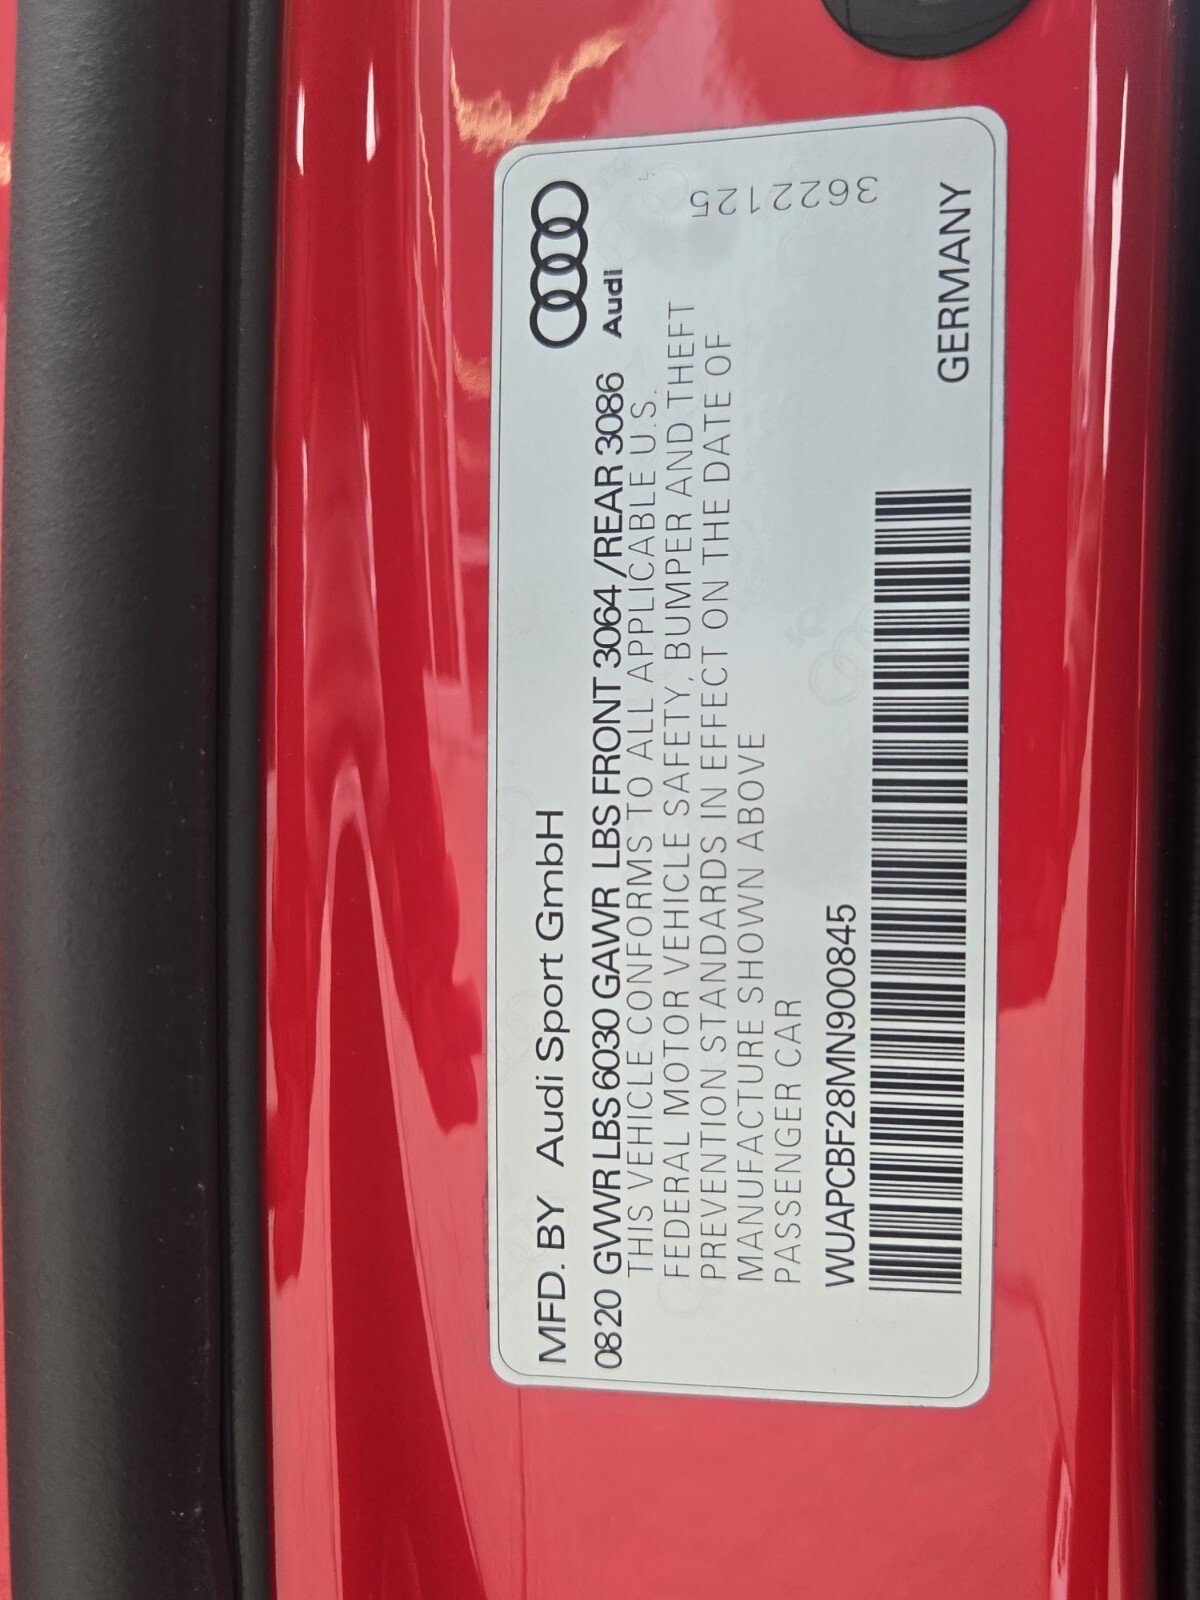 MFD. BY Audi Sport GmbH
Audi
0820 GVWR LBS 6030 GAWR LBS FRONT 3064 /REAR 3086
THIS VEHICLE CONFORMS TO ALL APPLICABLE U.S.
FEDERAL MOTOR VEHICLE SAFETY, BUMPER AND THEFT
PREVENTION STANDARDS IN EFFECT ON THE DATE OF
MANUFACTURE SHOWN ABOVE
PASSENGER CAR
3622125
WUAPCBF28MN900845
GERMANY